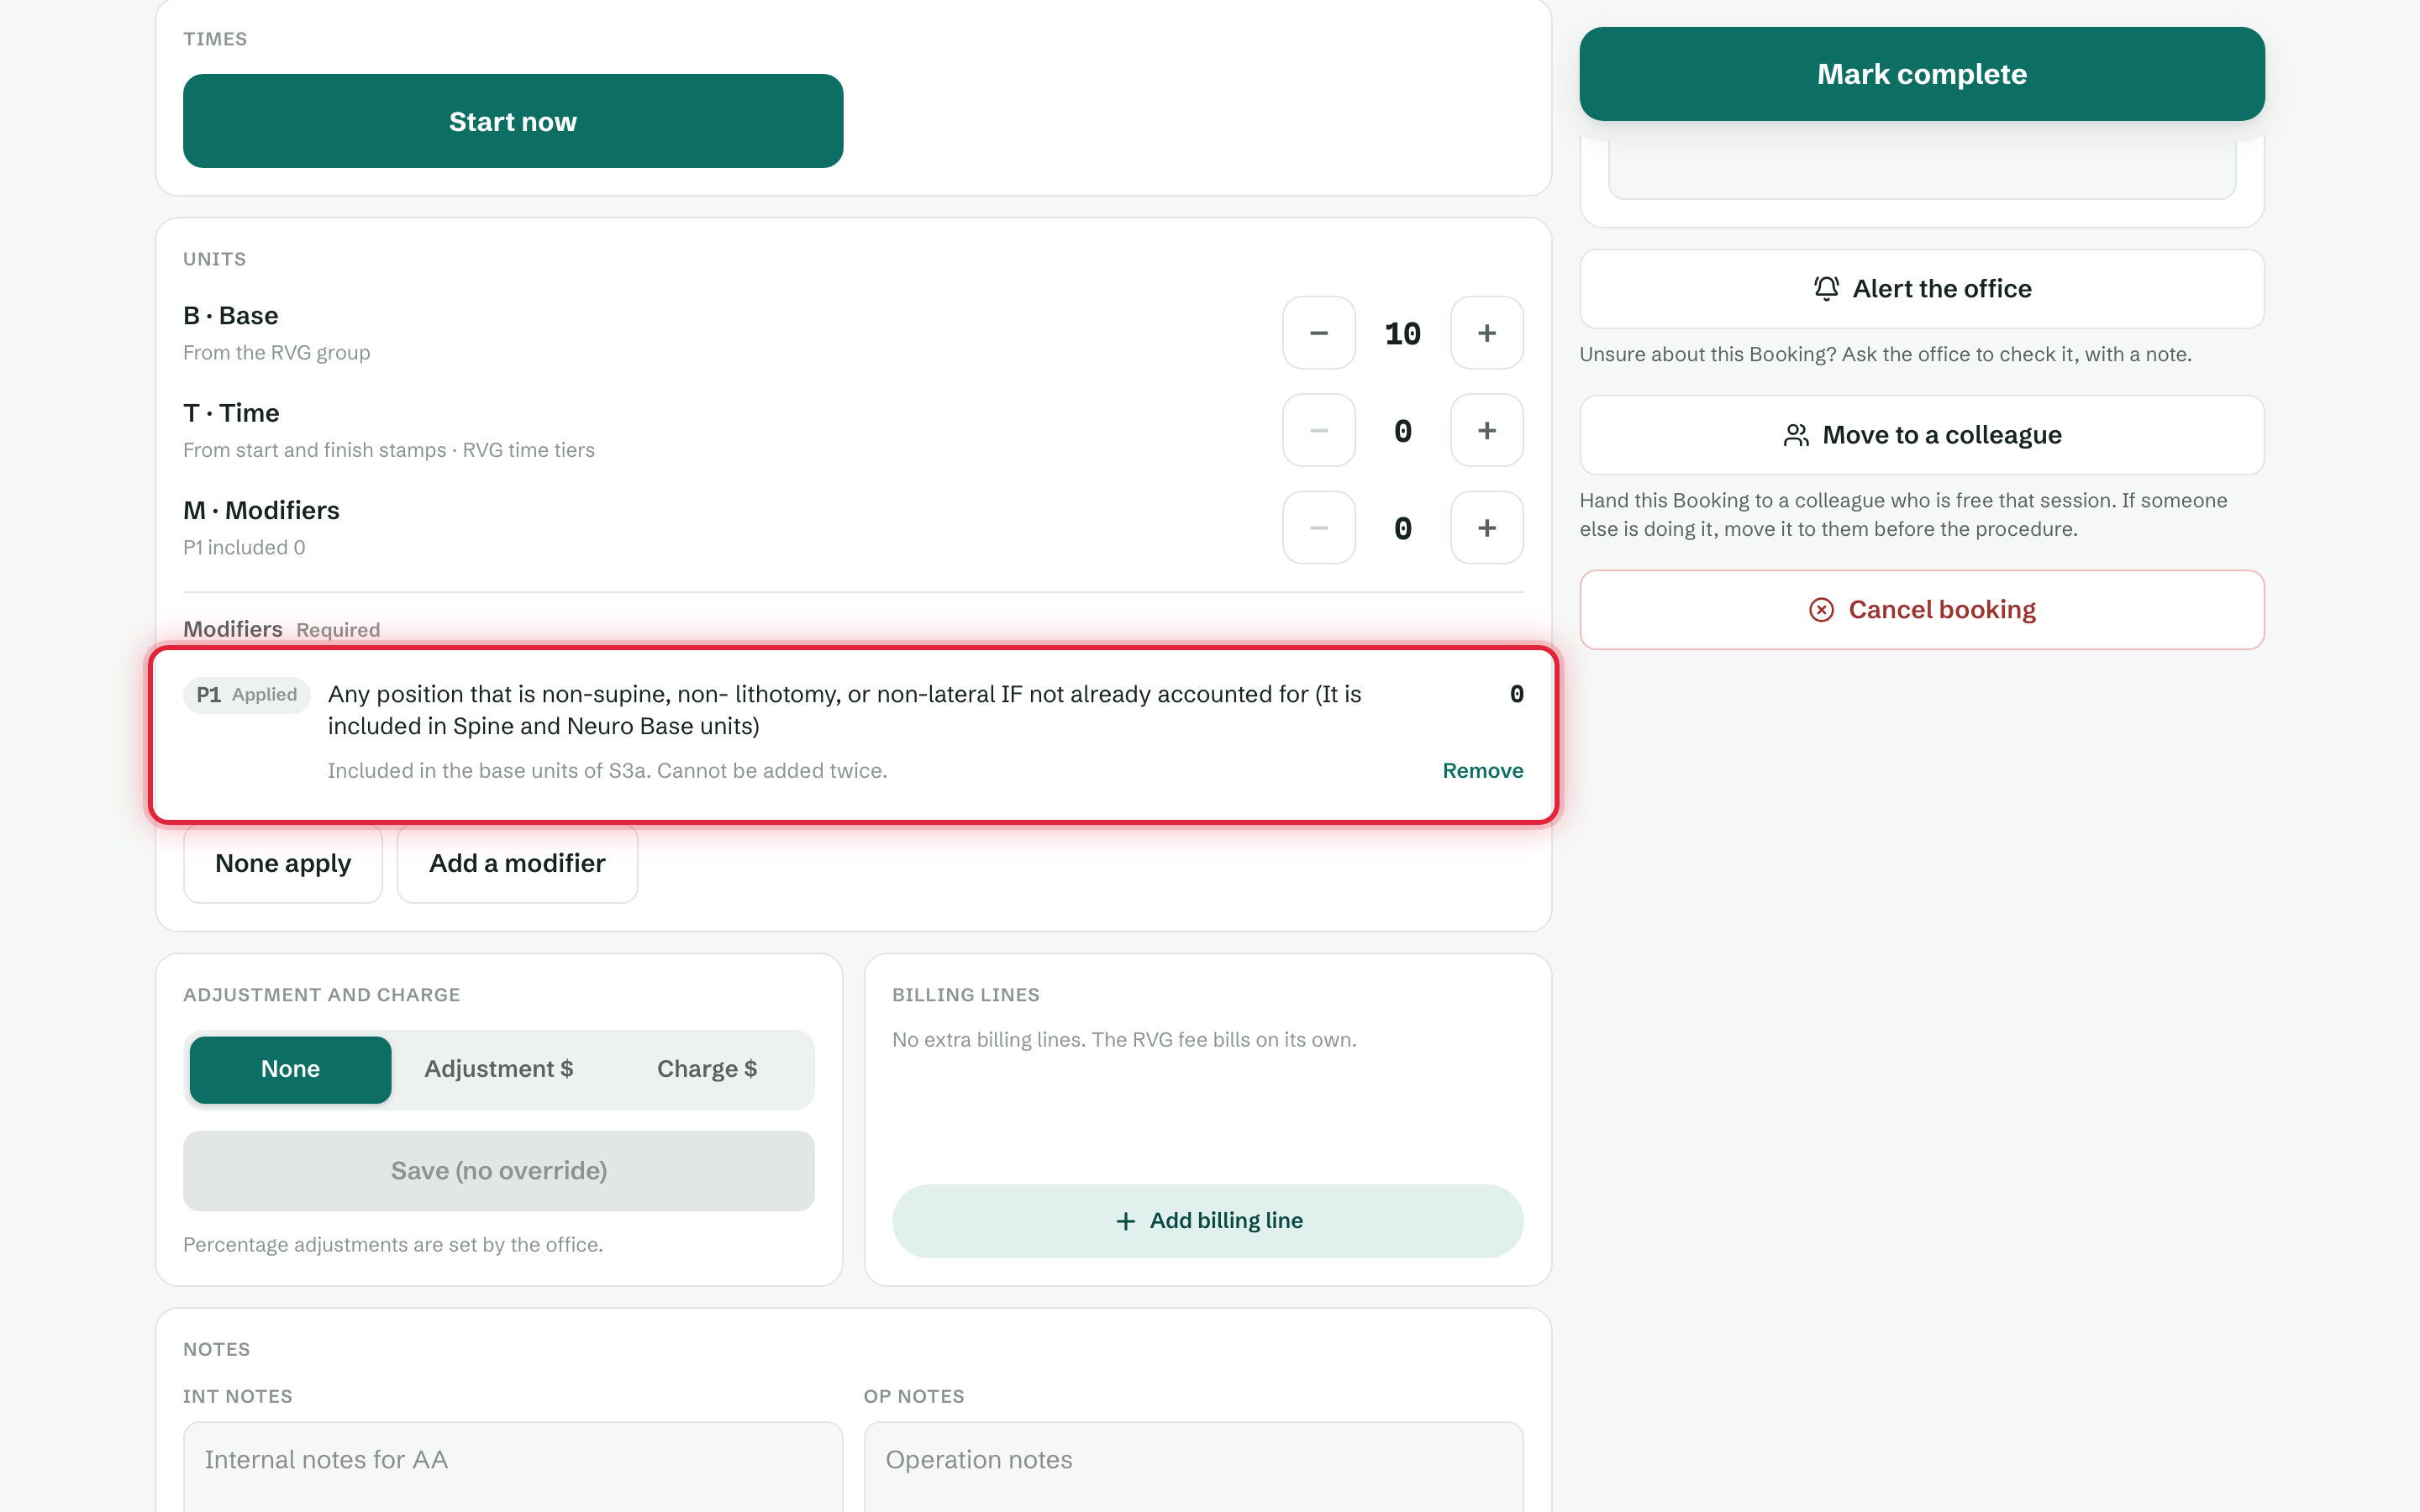 TIMES
Start now
UNITS
B · Base
From the RVG group
− 10 +
T · Time
From start and finish stamps · RVG time tiers
− 0 +
M · Modifiers
P1 included 0
− 0 +
Modifiers Required
P1 Applied
Any position that is non-supine, non- lithotomy, or non-lateral IF not already accounted for (It is
included in Spine and Neuro Base units)
0
Included in the base units of S3a. Cannot be added twice.
Remove
None apply
Add a modifier
ADJUSTMENT AND CHARGE
None
Adjustment $
Charge $
Save (no override)
Percentage adjustments are set by the office.
BILLING LINES
No extra billing lines. The RVG fee bills on its own.
+ Add billing line
NOTES
INT NOTES
Internal notes for AA
OP NOTES
Operation notes
Mark complete
Alert the office
Unsure about this Booking? Ask the office to check it, with a note.
Move to a colleague
Hand this Booking to a colleague who is free that session. If someone
else is doing it, move it to them before the procedure.
Cancel booking